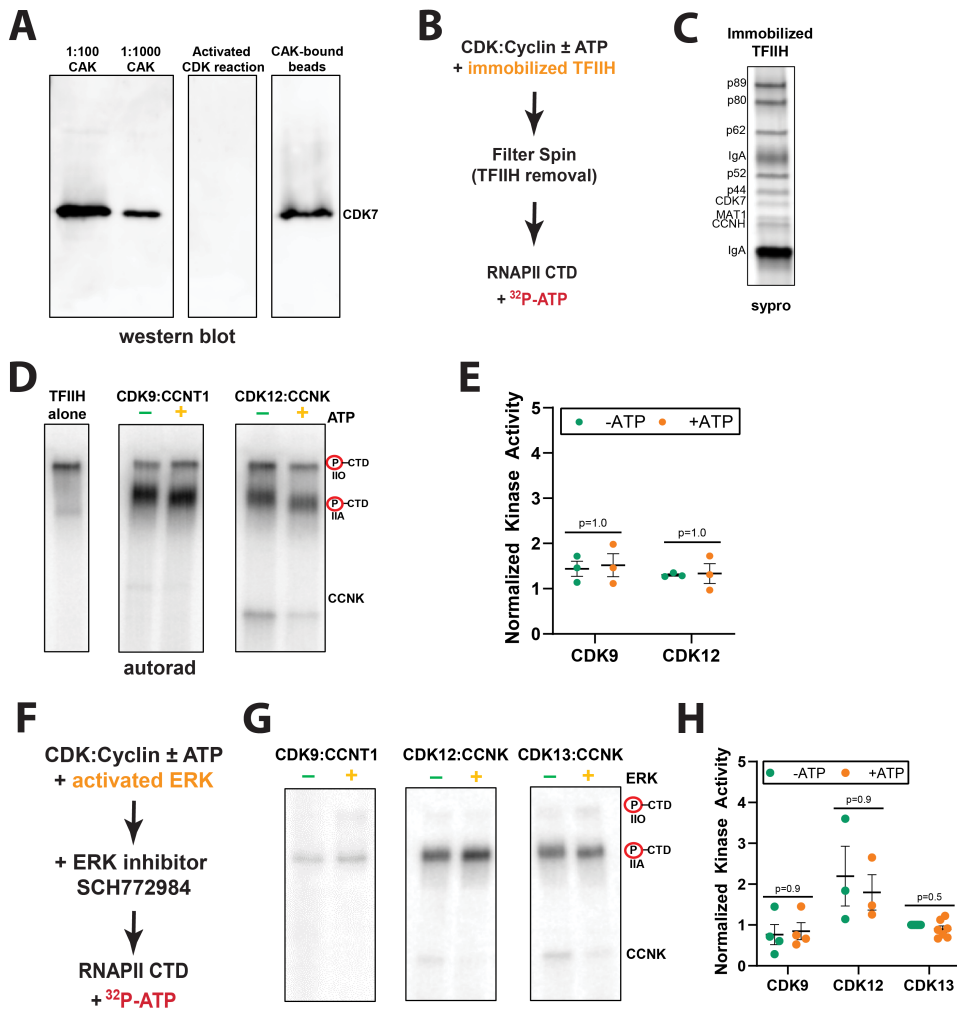 A
1:100
CAK
1:1000
CAK
Activated
CDK reaction
CAK-bound
beads
CDK7
western blot
B
CDK:Cyclin ± ATP
+ immobilized TFIIH
Filter Spin
(TFIIH removal)
RNAPII CTD
+ 32P-ATP
C
Immobilized
TFIIH
p89
p80
p62
IgA
p52
p44
CDK7
MAT1
CCNH
IgA
sypro
D
TFIIH
alone
CDK9:CCNT1
CDK12:CCNK
− + − + ATP
P-CTD
IIO
P-CTD
IIA
CCNK
autorad
E
Normalized Kinase Activity
5
4
3
2
1
0
-ATP +ATP
p=1.0
p=1.0
CDK9 CDK12
F
CDK:Cyclin ± ATP
+ activated ERK
+ ERK inhibitor
SCH772984
RNAPII CTD
+ 32P-ATP
G
CDK9:CCNT1 CDK12:CCNK CDK13:CCNK
− + − + − + ERK
P-CTD
IIO
P-CTD
IIA
CCNK
H
Normalized Kinase Activity
5
4
3
2
1
0
-ATP +ATP
p=0.9
p=0.9
p=0.5
CDK9 CDK12 CDK13